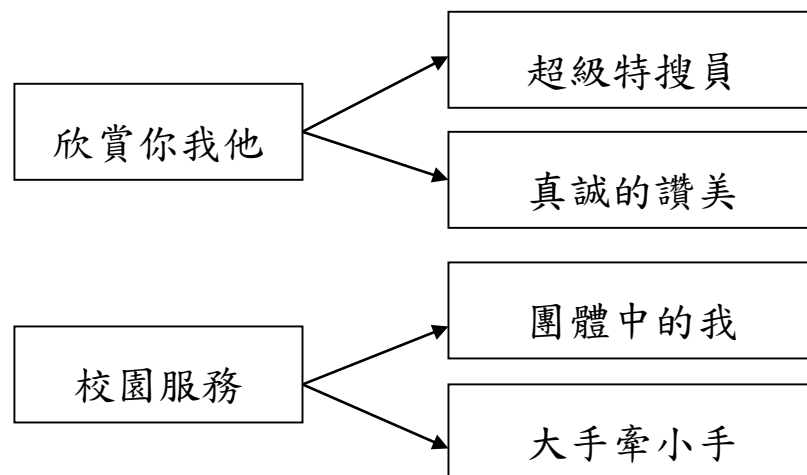 欣賞你我他
超級特搜員
真誠的讚美
校園服務
團體中的我
大手牽小手